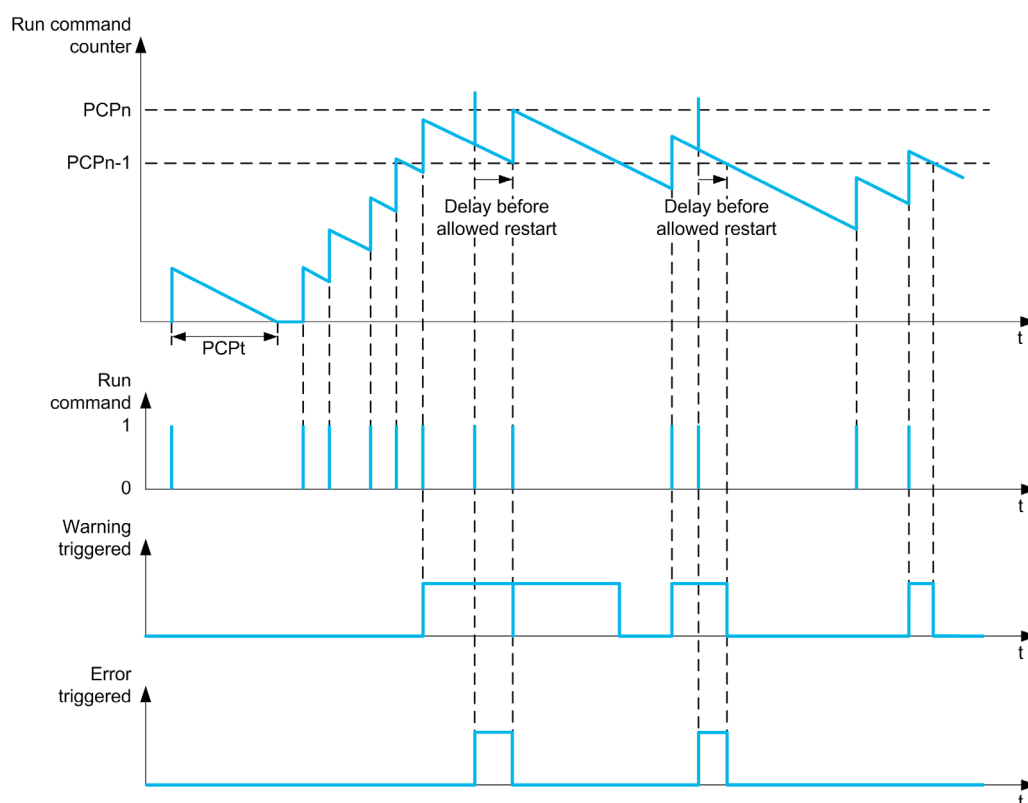 Run command
counter
PCPn
PCPn-1
Delay before
allowed restart
Delay before
allowed restart
t
PCPt
Run
command
1
0
t
Warning
triggered
t
Error
triggered
t